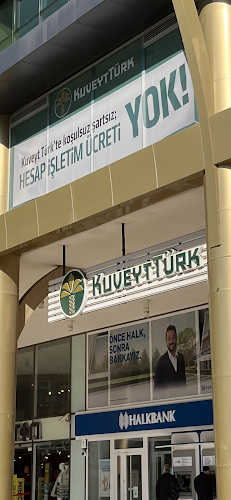 KUVEYTTÜRK
Kuveyt Türk'te koşulsuz şartsız;
HESAP İŞLETİM ÜCRETİ YOK!
KUVEYTTÜRK
ÖNCE HALK,
SONRA
BANKAYIZ.
HALKBANK